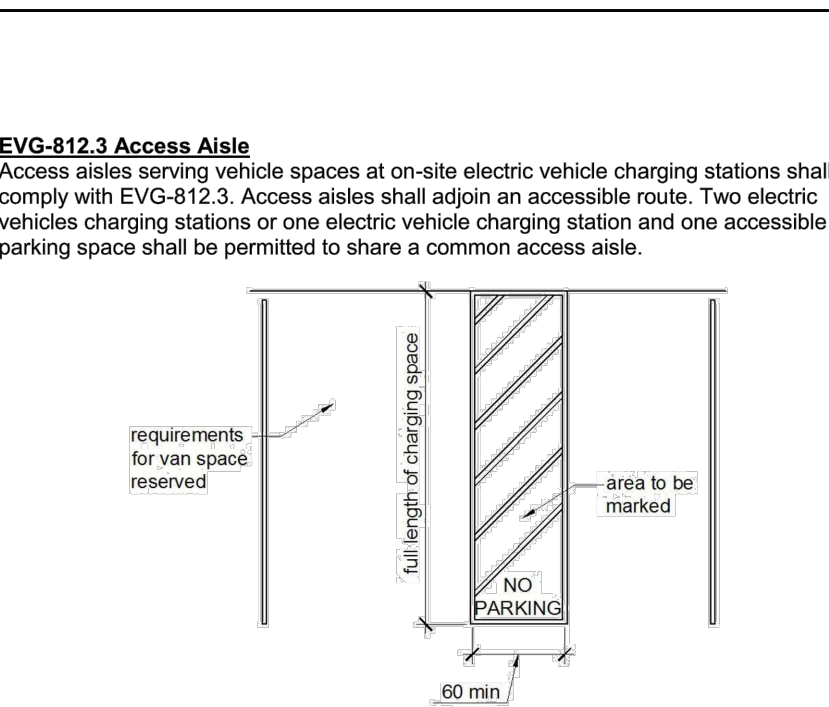 EVG-812.3 Access Aisle
Access aisles serving vehicle spaces at on-site electric vehicle charging stations shall
comply with EVG-812.3. Access aisles shall adjoin an accessible route. Two electric
vehicles charging stations or one electric vehicle charging station and one accessible
parking space shall be permitted to share a common access aisle.
full length of charging space
requirements
for van space
reserved
area to be
marked
NO
PARKING
60 min